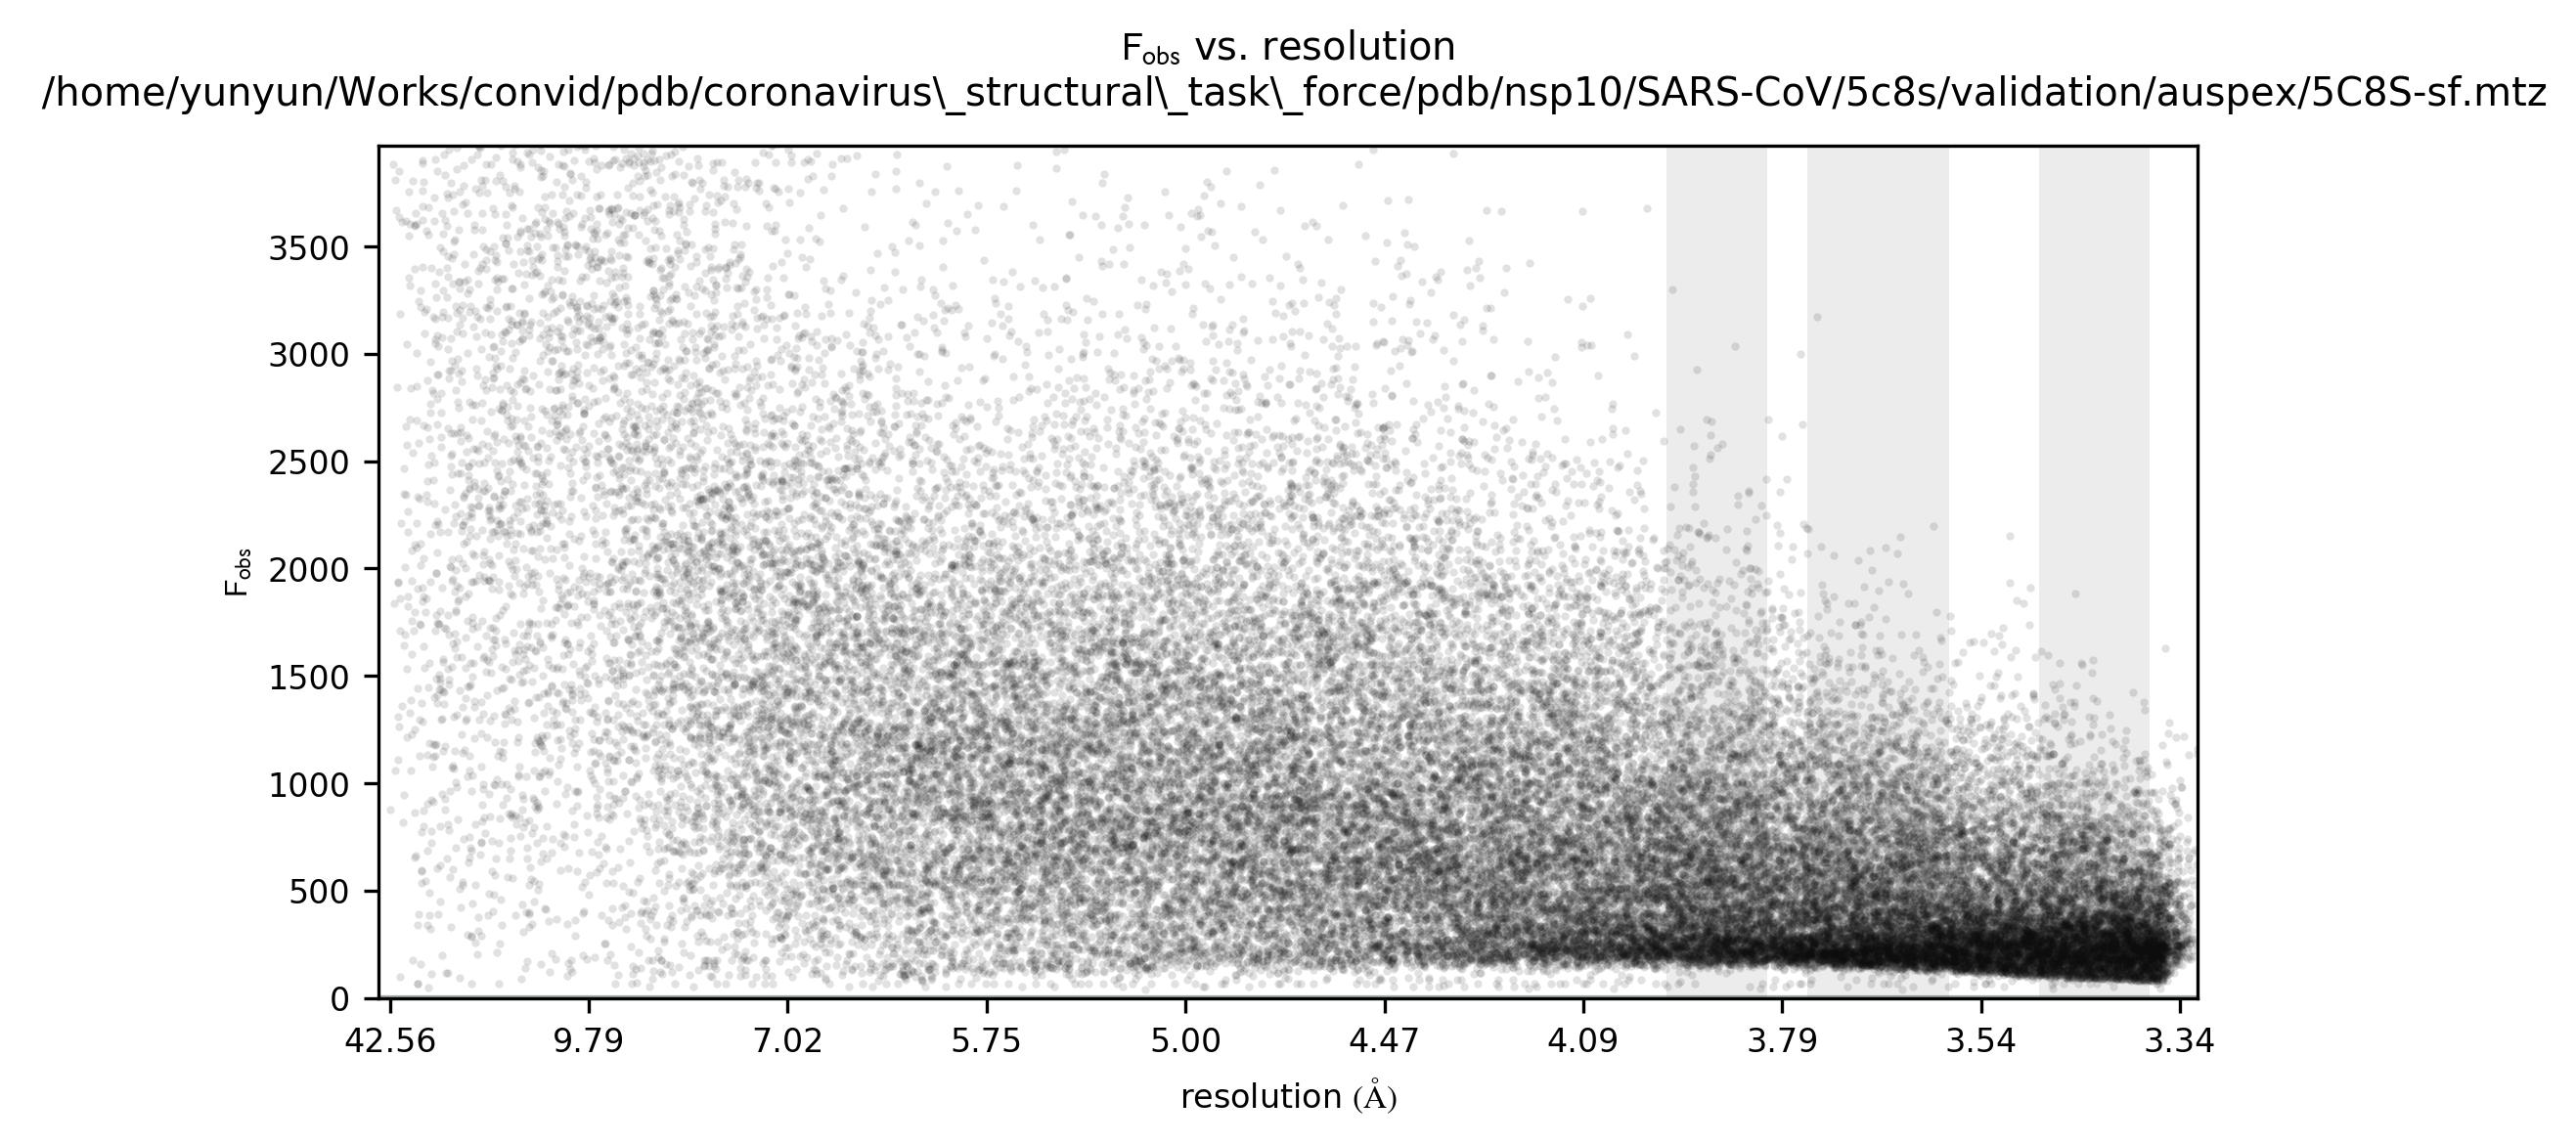 Fobs vs. resolution
/home/yunyun/Works/convid/pdb/coronavirus\_structural\_task\_force/pdb/nsp10/SARS-CoV/5c8s/validation/auspex/5C8S-sf.mtz
3500
3000
2500
2000
1500
1000
500
0
Fobs
42.56 9.79 7.02 5.75 5.00 4.47 4.09 3.79 3.54 3.34
resolution (Å)